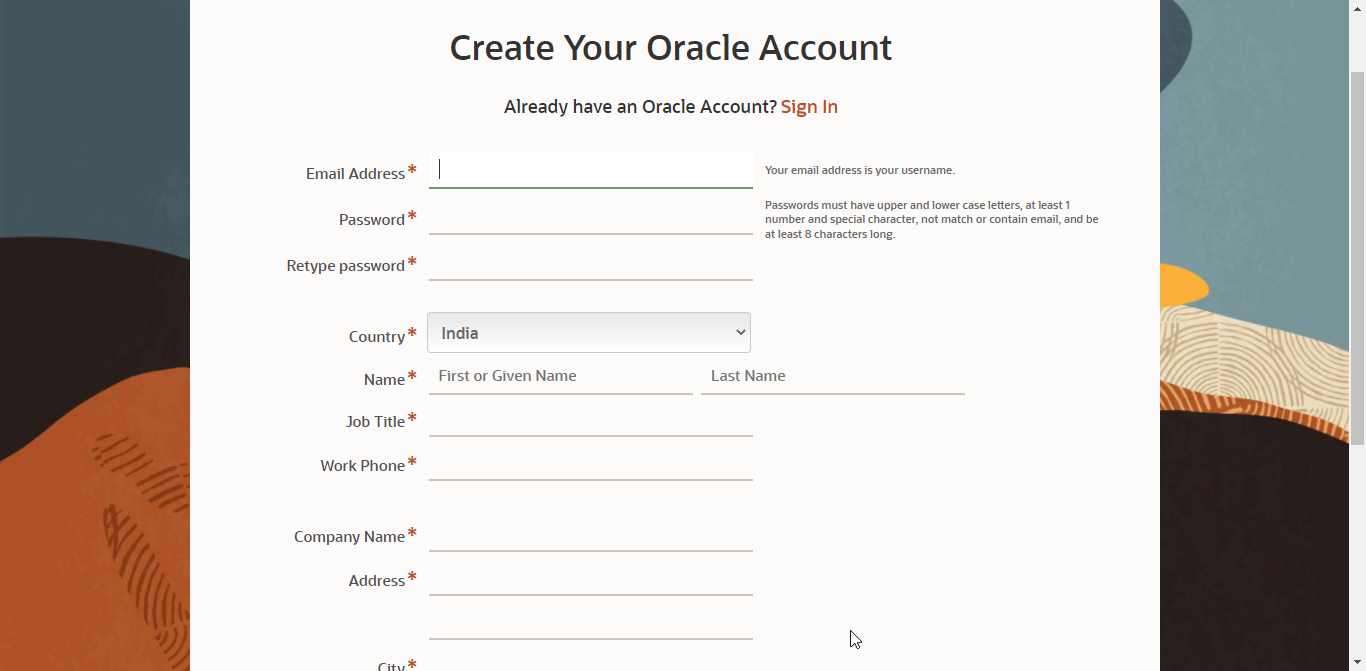 Create Your Oracle Account
Already have an Oracle Account? Sign In
Email Address*
Your email address is your username.
Password*
Passwords must have upper and lower case letters, at least 1
number and special character, not match or contain email, and be
at least 8 characters long.
Retype password*
Country*
India
Name*
First or Given Name
Last Name
Job Title*
Work Phone*
Company Name*
Address*
City*